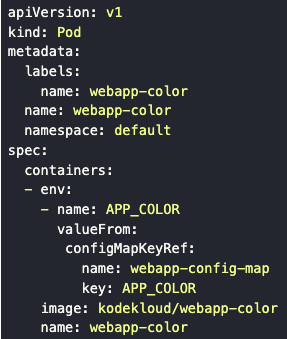 apiVersion: v1
kind: Pod
metadata:
  labels:
    name: webapp-color
  name: webapp-color
  namespace: default
spec:
  containers:
  - env:
    - name: APP_COLOR
      valueFrom:
       configMapKeyRef:
         name: webapp-config-map
         key: APP_COLOR
    image: kodekloud/webapp-color
    name: webapp-color